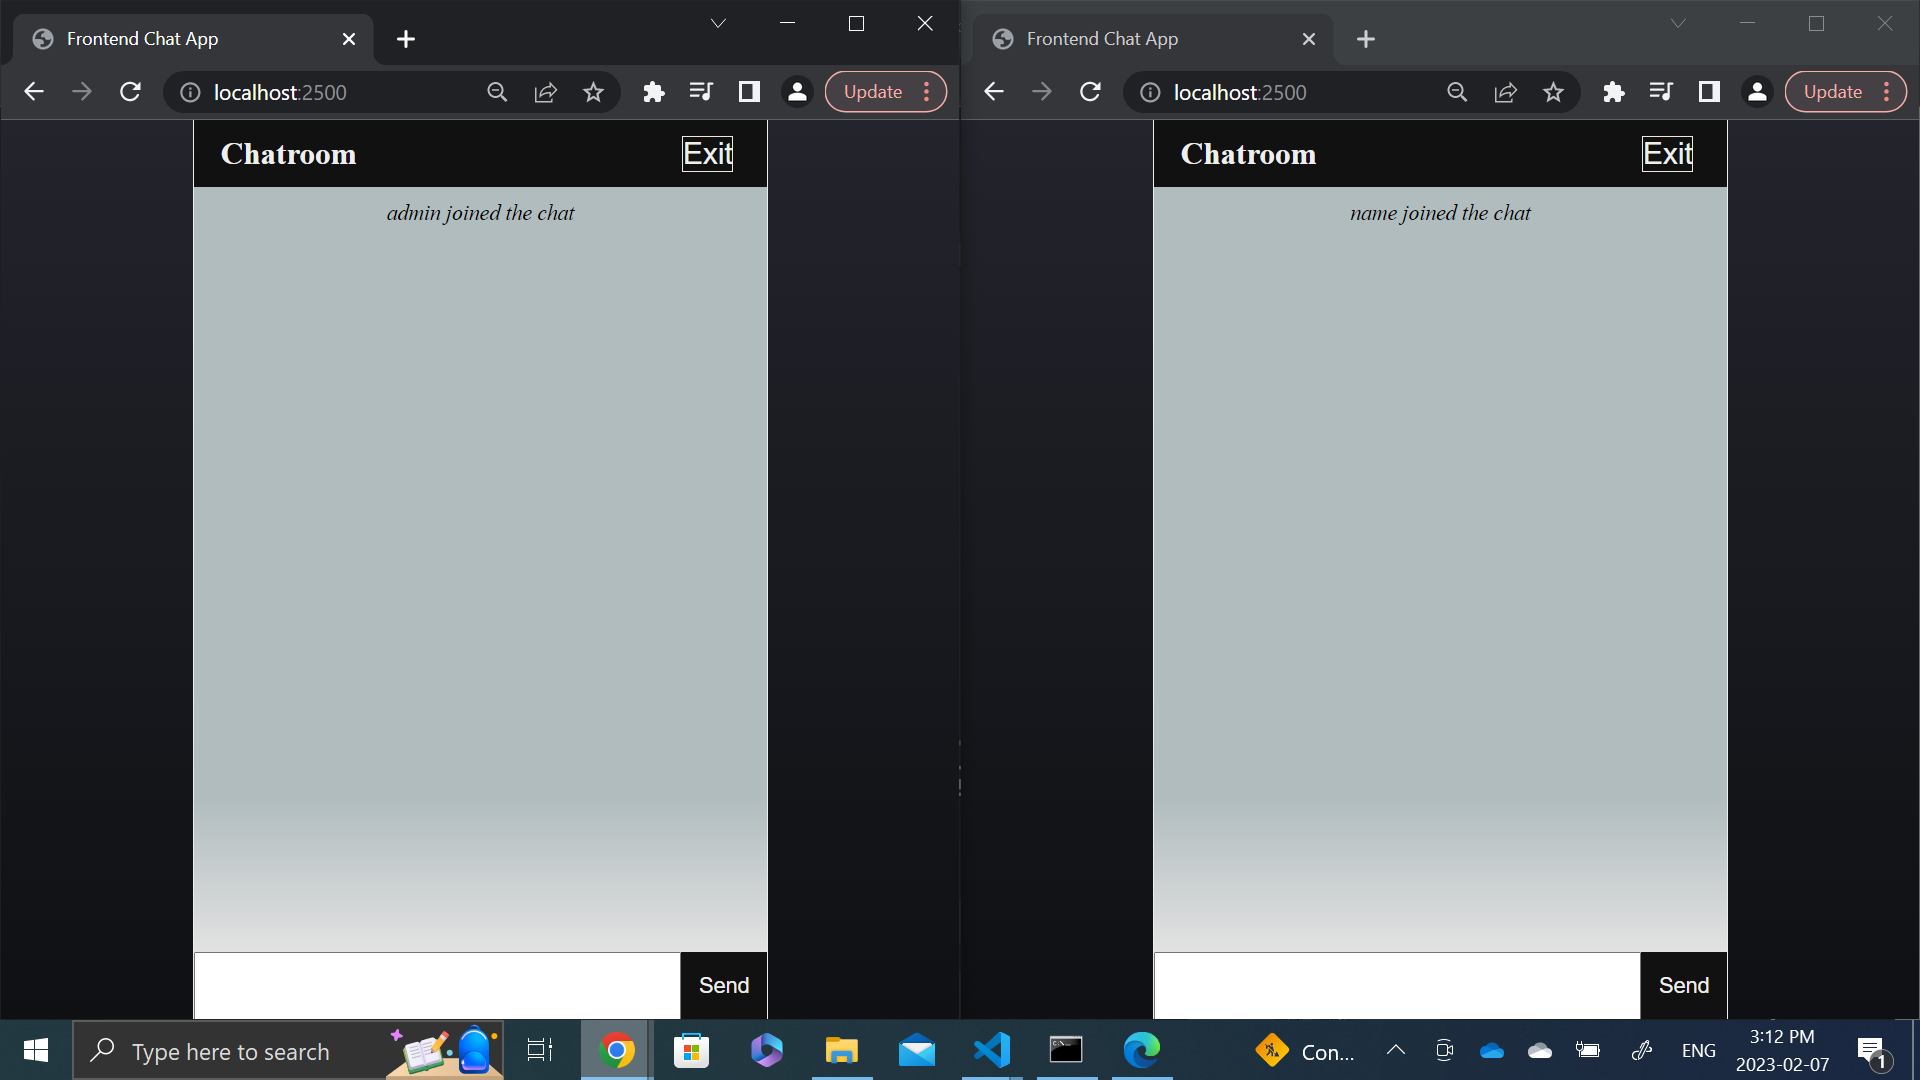 Frontend Chat App
localhost:2500
Update
Chatroom
Exit
admin joined the chat
Send
Frontend Chat App
localhost:2500
Update
Chatroom
Exit
name joined the chat
Send
Type here to search
Con...
ENG
3:12 PM
2023-02-07
1